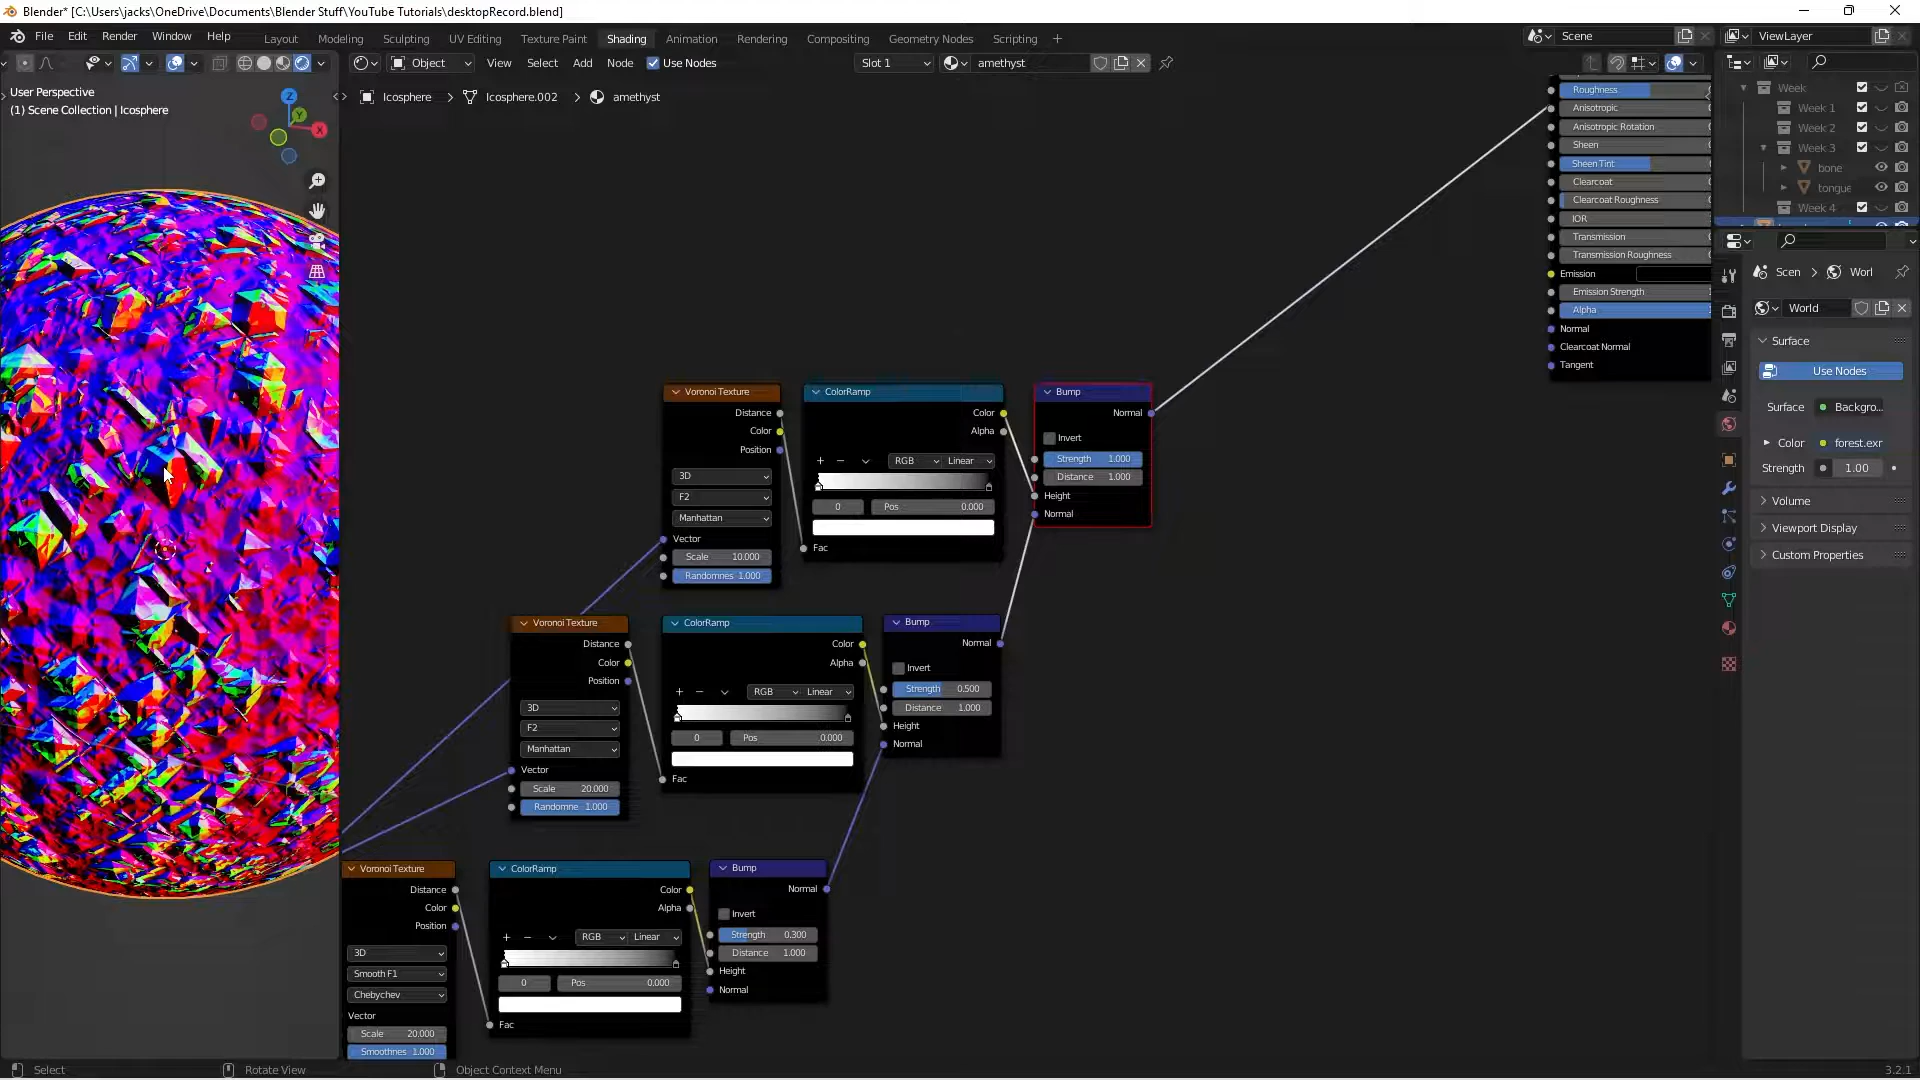 Blender* [C:\Users\jacks\OneDrive\Documents\Blender Stuff\YouTube Tutorials\desktopRecord.blend]
File Edit Render Window Help Layout Modeling Sculpting UV Editing Texture Paint Shading Animation Rendering Compositing Geometry Nodes Scripting + Scene ViewLayer
Object View Select Add Node Use Nodes Slot 1 amethyst
User Perspective
(1) Scene Collection | Icosphere
Z
Y
X
Icosphere > Icosphere.002 > amethyst
Roughness
Anisotropic
Anisotropic Rotation
Sheen
Sheen Tint
Clearcoat
Clearcoat Roughness
IOR
Transmission
Transmission Roughness
Emission
Emission Strength
Alpha
Normal
Clearcoat Normal
Tangent
Week
Week 1
Week 2
Week 3
bone
tongue
Week 4
Scen > Worl
World
Surface
Use Nodes
Surface Backgro...
Color forest.exr
Strength 1.00
Volume
Viewport Display
Custom Properties
Voronoi Texture
Distance
Color
Position
3D
F2
Manhattan
Vector
Scale 10.000
Randomnes 1.000
ColorRamp
Color
Alpha
+ − RGB Linear
0 Pos 0.000
Fac
Bump
Normal
Invert
Strength 1.000
Distance 1.000
Height
Normal
Voronoi Texture
Distance
Color
Position
3D
F2
Manhattan
Vector
Scale 20.000
Randomne 1.000
ColorRamp
Color
Alpha
+ − RGB Linear
0 Pos 0.000
Fac
Bump
Normal
Invert
Strength 0.500
Distance 1.000
Height
Normal
Voronoi Texture
Distance
Color
Position
3D
Smooth F1
Chebychev
Vector
Scale 20.000
Smoothnes 1.000
ColorRamp
Color
Alpha
+ − RGB Linear
0 Pos 0.000
Fac
Bump
Normal
Invert
Strength 0.300
Distance 1.000
Height
Normal
Select Rotate View Object Context Menu 3.2.1